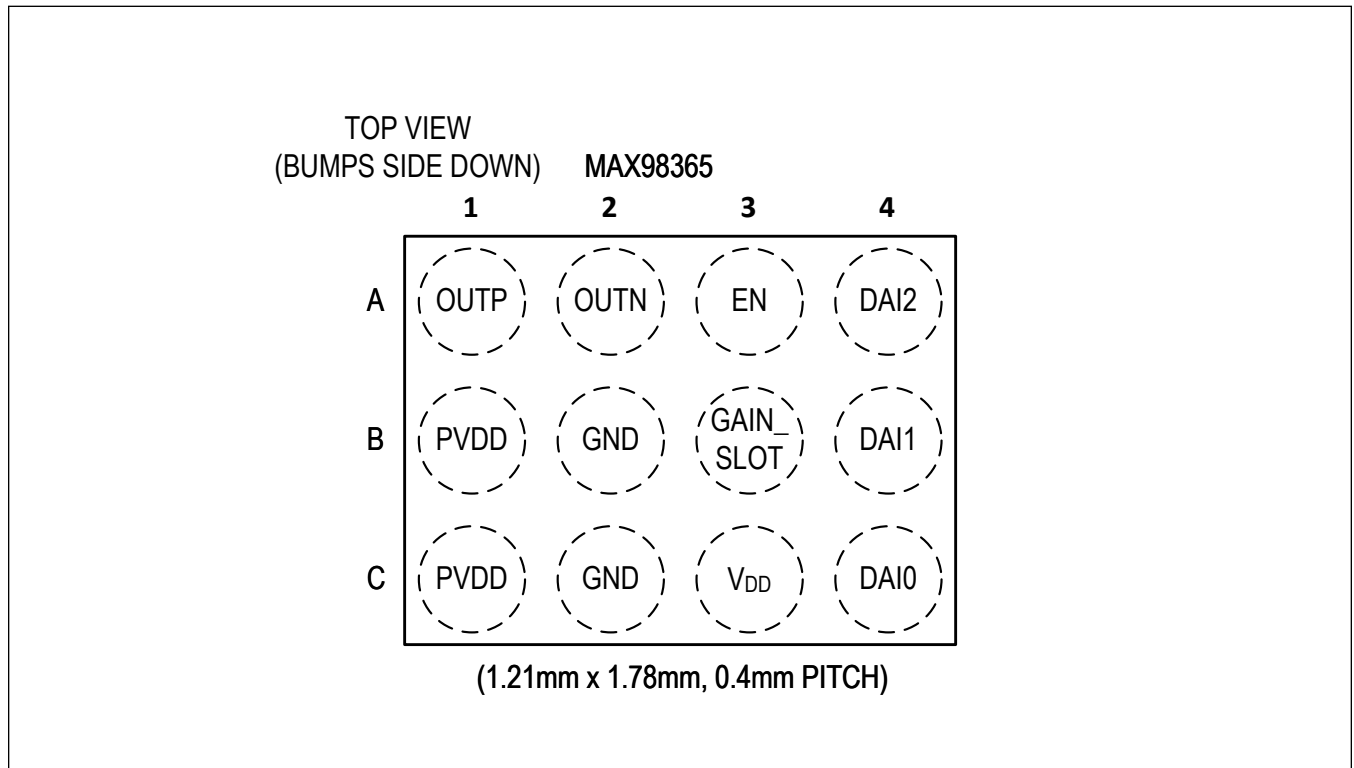 TOP VIEW
(BUMPS SIDE DOWN) MAX98365
1 2 3 4
A OUTP OUTN EN DAI2
B PVDD GND GAIN_
SLOT DAI1
C PVDD GND VDD DAI0
(1.21mm x 1.78mm, 0.4mm PITCH)